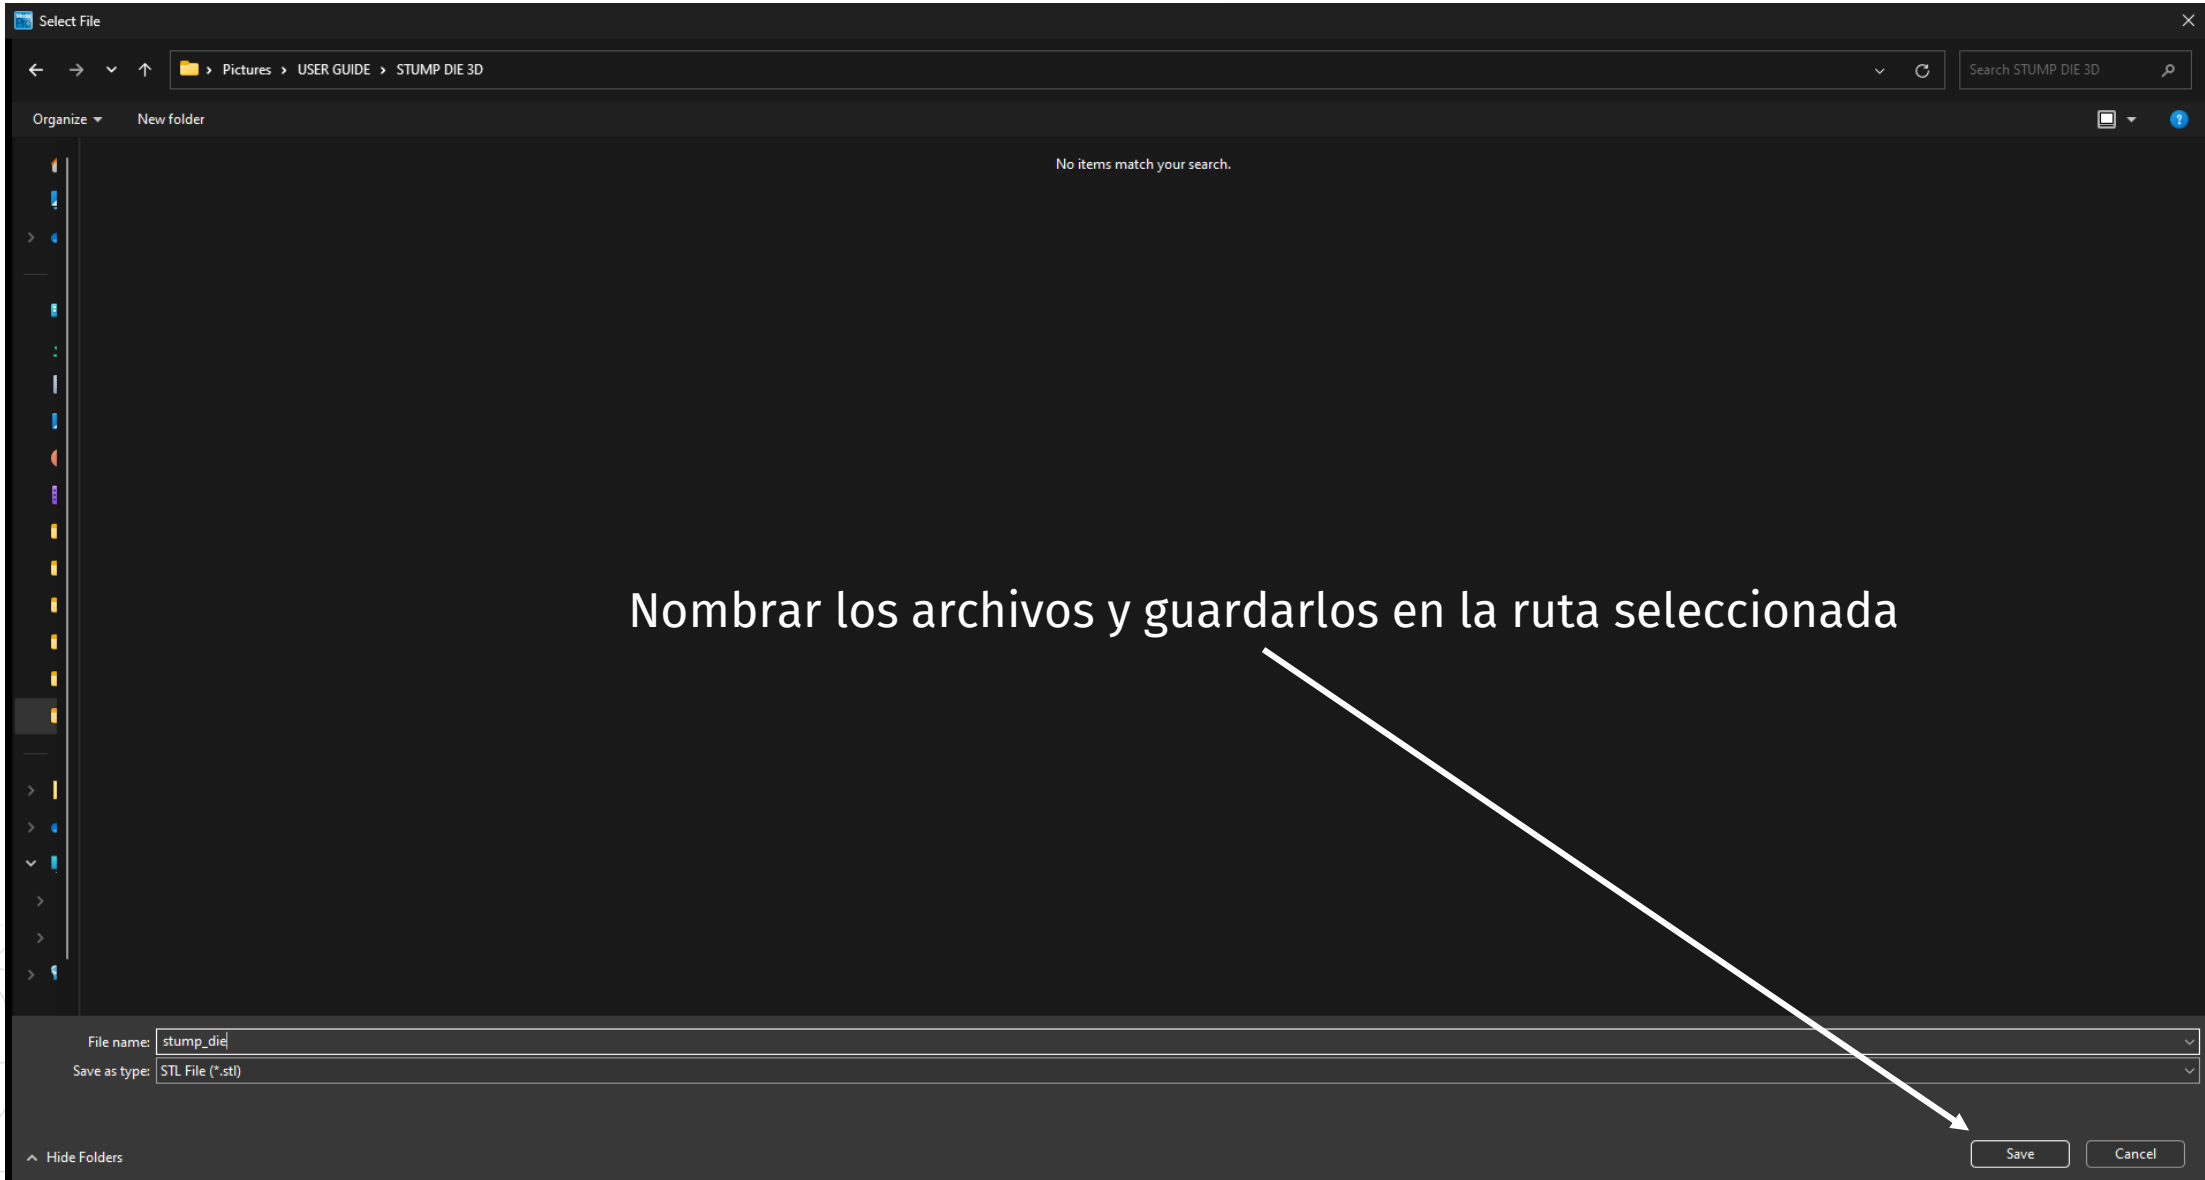 Select File
Pictures > USER GUIDE > STUMP DIE 3D
Search STUMP DIE 3D
Organize
New folder
No items match your search.
Nombrar los archivos y guardarlos en la ruta seleccionada
File name: stump_die
Save as type: STL File (*.stl)
Hide Folders
Save
Cancel